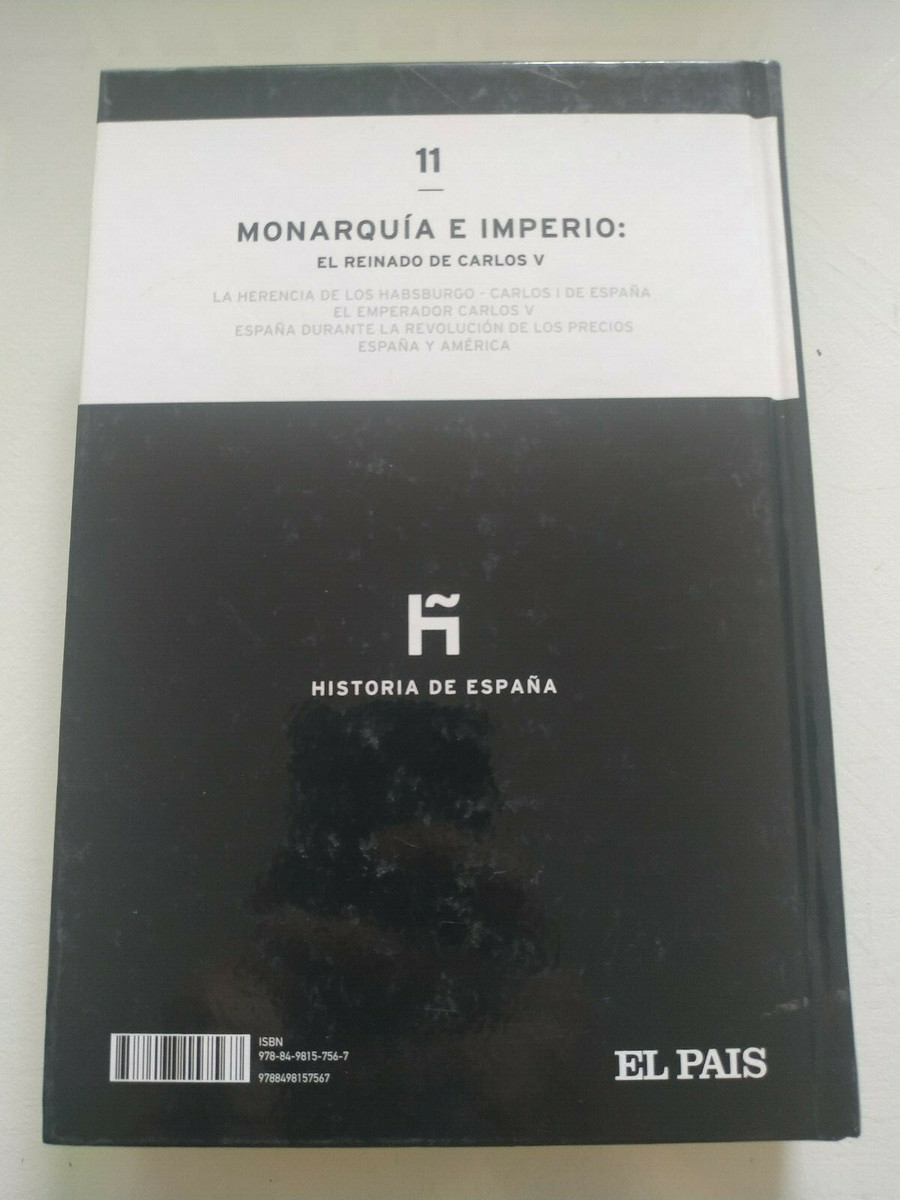 11
MONARQUÍA E IMPERIO:
EL REINADO DE CARLOS V
LA HERENCIA DE LOS HABSBURGO - CARLOS I DE ESPAÑA
EL EMPERADOR CARLOS V
ESPAÑA DURANTE LA REVOLUCIÓN DE LOS PRECIOS
ESPAÑA Y AMÉRICA
HISTORIA DE ESPAÑA
ISBN
978-84-9815-756-7
9788498157567
EL PAIS